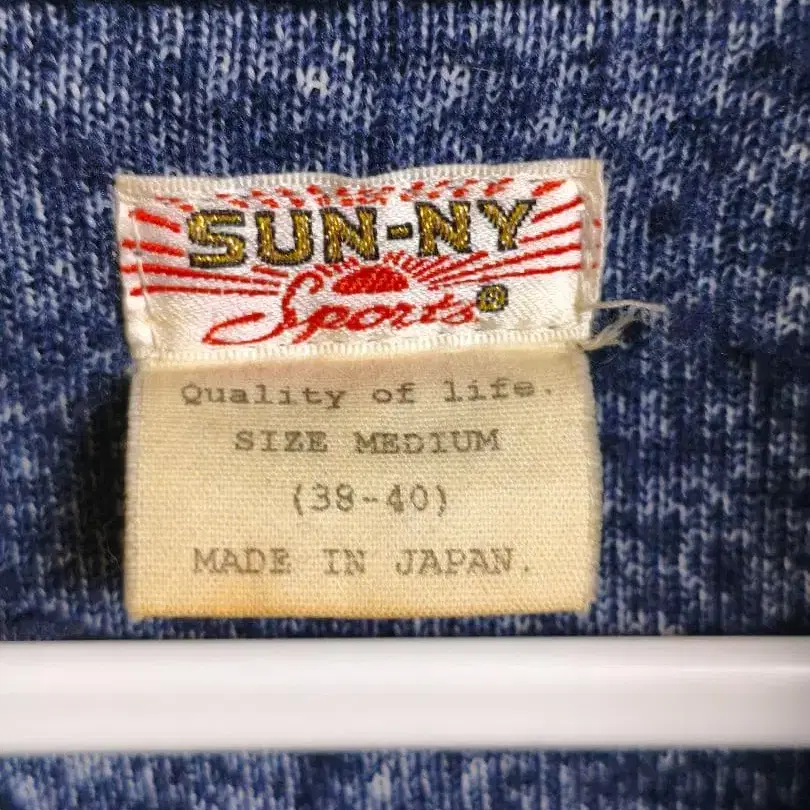 SUN-NY
Sports®
Quality of life.
SIZE MEDIUM
(38-40)
MADE IN JAPAN.